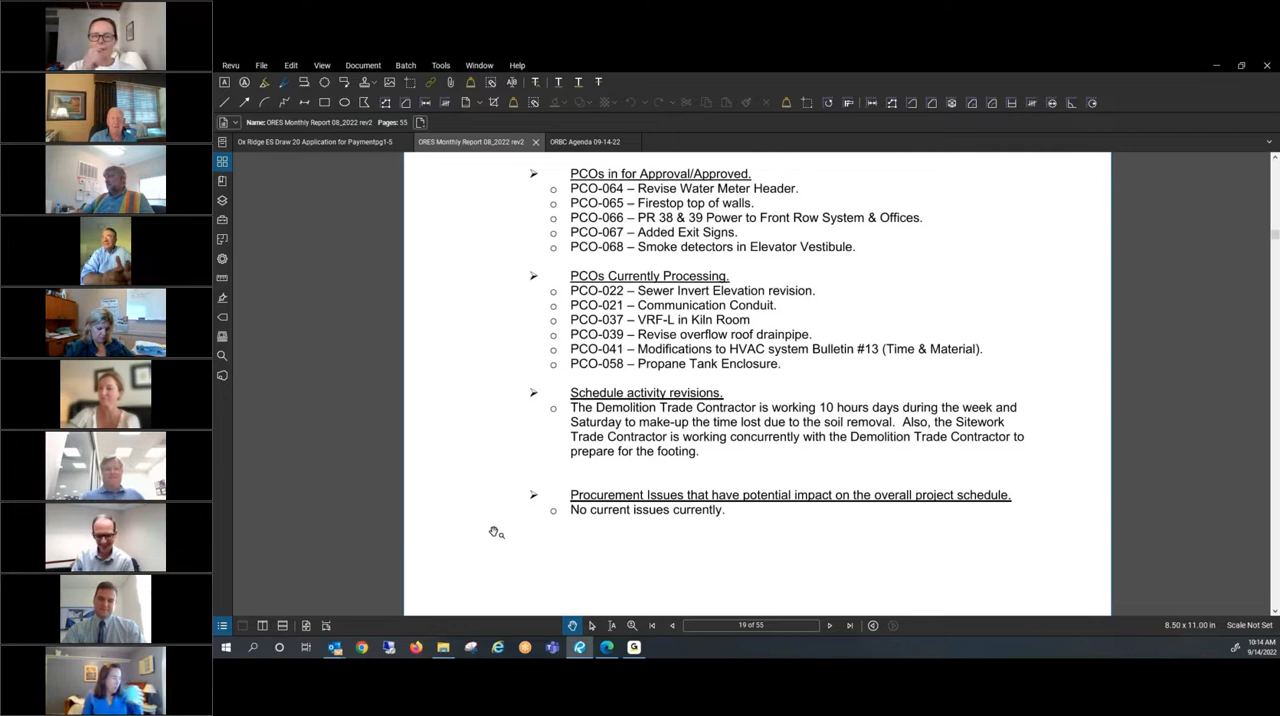 Revu File Edit View Document Batch Tools Window Help
Name: ORES Monthly Report 08_2022 rev2 Pages: 55
Ox Ridge ES Draw 20 Application for Paymentpg1-5 ORES Monthly Report 08_2022 rev2 ORBC Agenda 09-14-22
PCOs in for Approval/Approved.
PCO-064 – Revise Water Meter Header.
PCO-065 – Firestop top of walls.
PCO-066 – PR 38 & 39 Power to Front Row System & Offices.
PCO-067 – Added Exit Signs.
PCO-068 – Smoke detectors in Elevator Vestibule.
PCOs Currently Processing.
PCO-022 – Sewer Invert Elevation revision.
PCO-021 – Communication Conduit.
PCO-037 – VRF-L in Kiln Room
PCO-039 – Revise overflow roof drainpipe.
PCO-041 – Modifications to HVAC system Bulletin #13 (Time & Material).
PCO-058 – Propane Tank Enclosure.
Schedule activity revisions.
The Demolition Trade Contractor is working 10 hours days during the week and
Saturday to make-up the time lost due to the soil removal. Also, the Sitework
Trade Contractor is working concurrently with the Demolition Trade Contractor to
prepare for the footing.
Procurement Issues that have potential impact on the overall project schedule.
No current issues currently.
19 of 55
8.50 x 11.00 in Scale Not Set
10:14 AM
9/14/2022